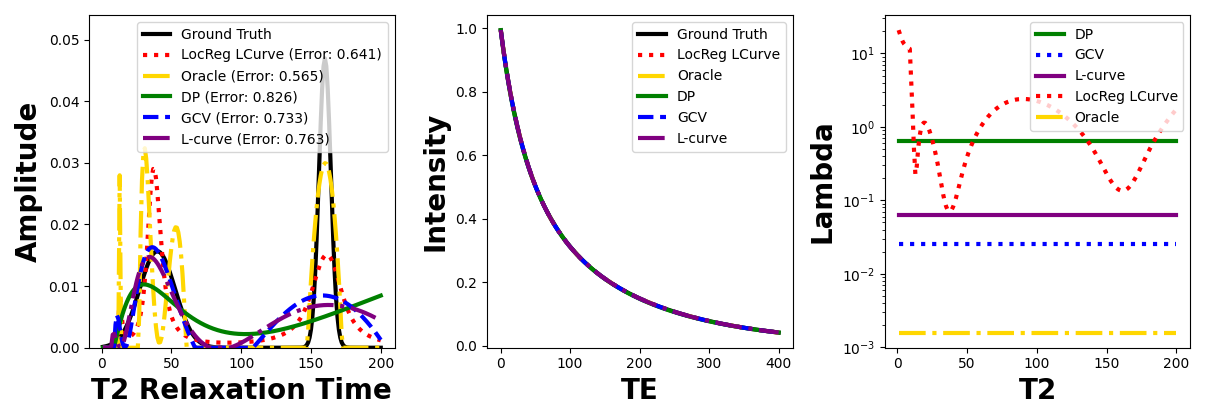 Amplitude
0.05
0.04
0.03
0.02
0.01
0.00
Ground Truth
LocReg LCurve (Error: 0.641)
Oracle (Error: 0.565)
DP (Error: 0.826)
GCV (Error: 0.733)
L-curve (Error: 0.763)
0 50 100 150 200
T2 Relaxation Time
Intensity
1.0
0.8
0.6
0.4
0.2
0.0
Ground Truth
LocReg LCurve
Oracle
DP
GCV
L-curve
0 100 200 300 400
TE
Lambda
10¹
10⁰
10⁻¹
10⁻²
10⁻³
DP
GCV
L-curve
LocReg LCurve
Oracle
0 50 100 150 200
T2